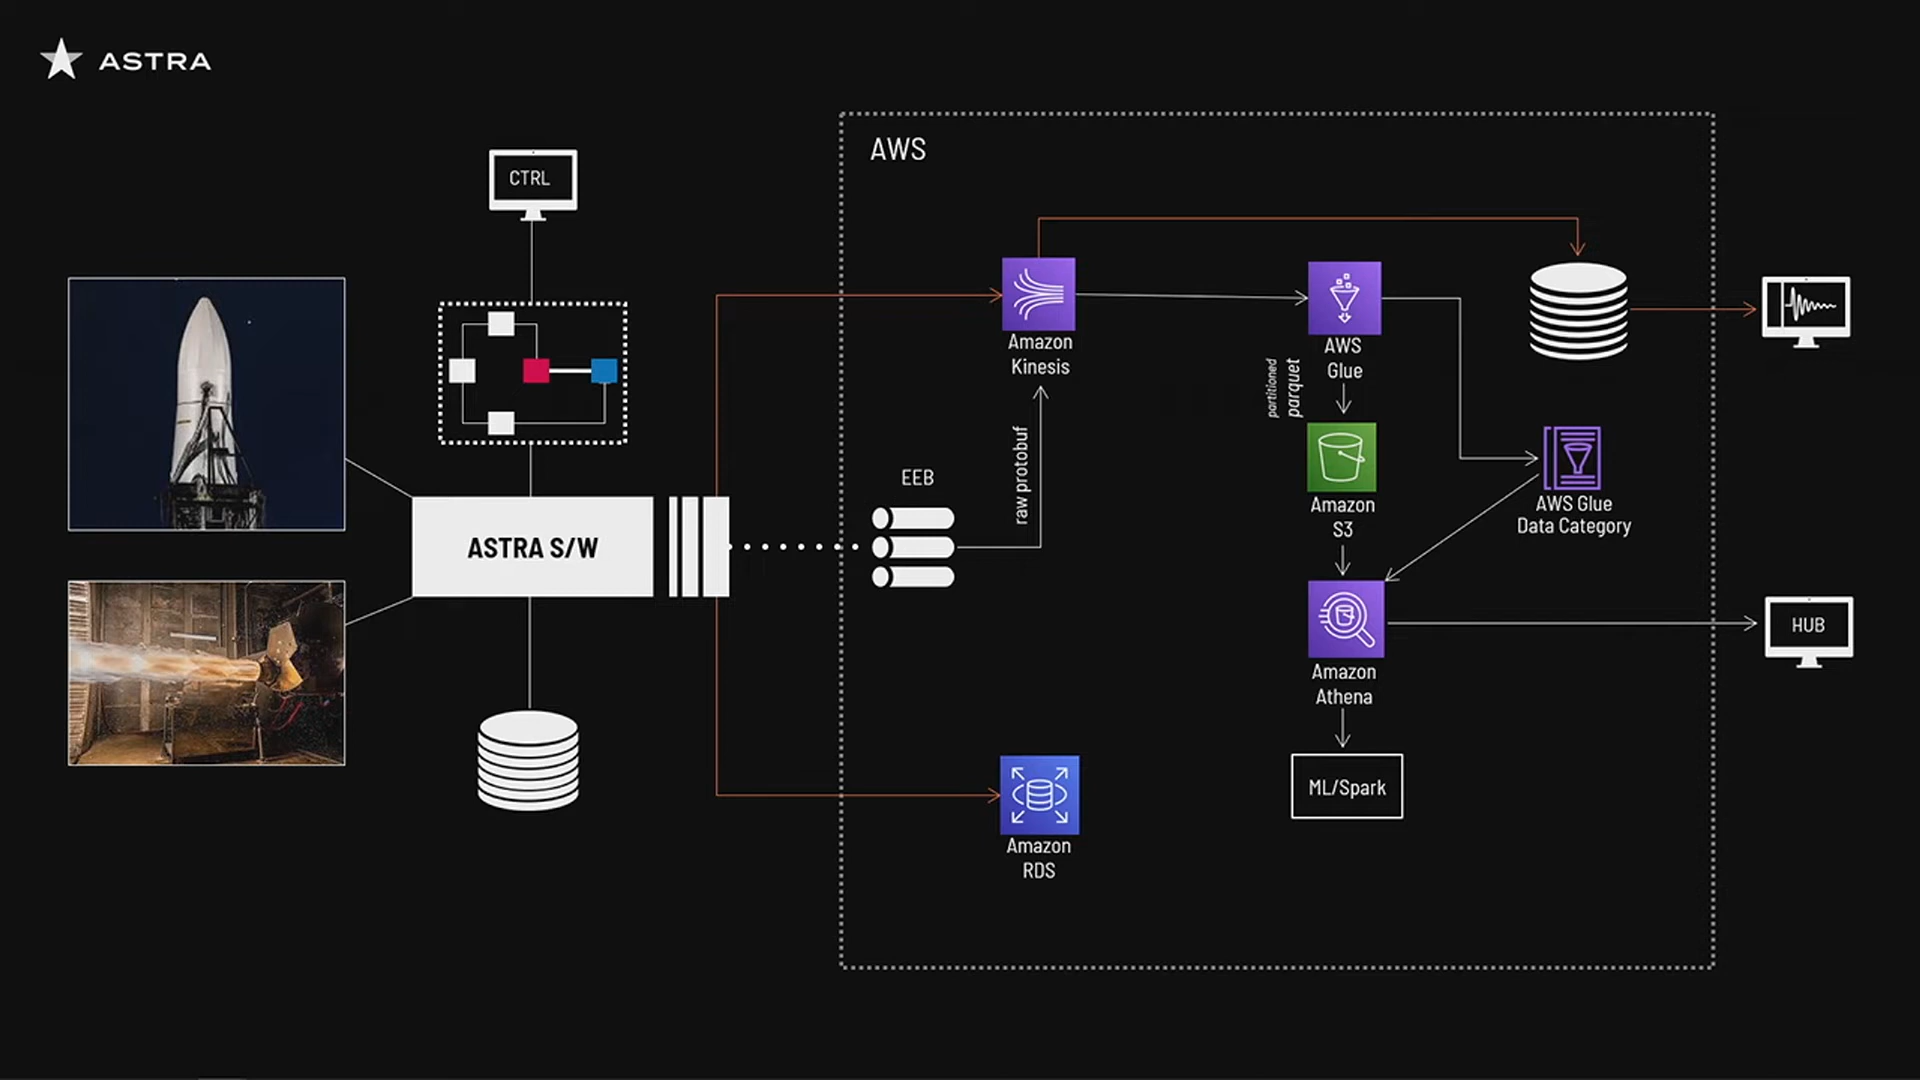 ASTRA
AWS
CTRL
Amazon
Kinesis
AWS
Glue
partitioned
parquet
raw protobuf
EEB
Amazon
S3
AWS Glue
Data Category
ASTRA S/W
HUB
Amazon
Athena
ML/Spark
Amazon
RDS